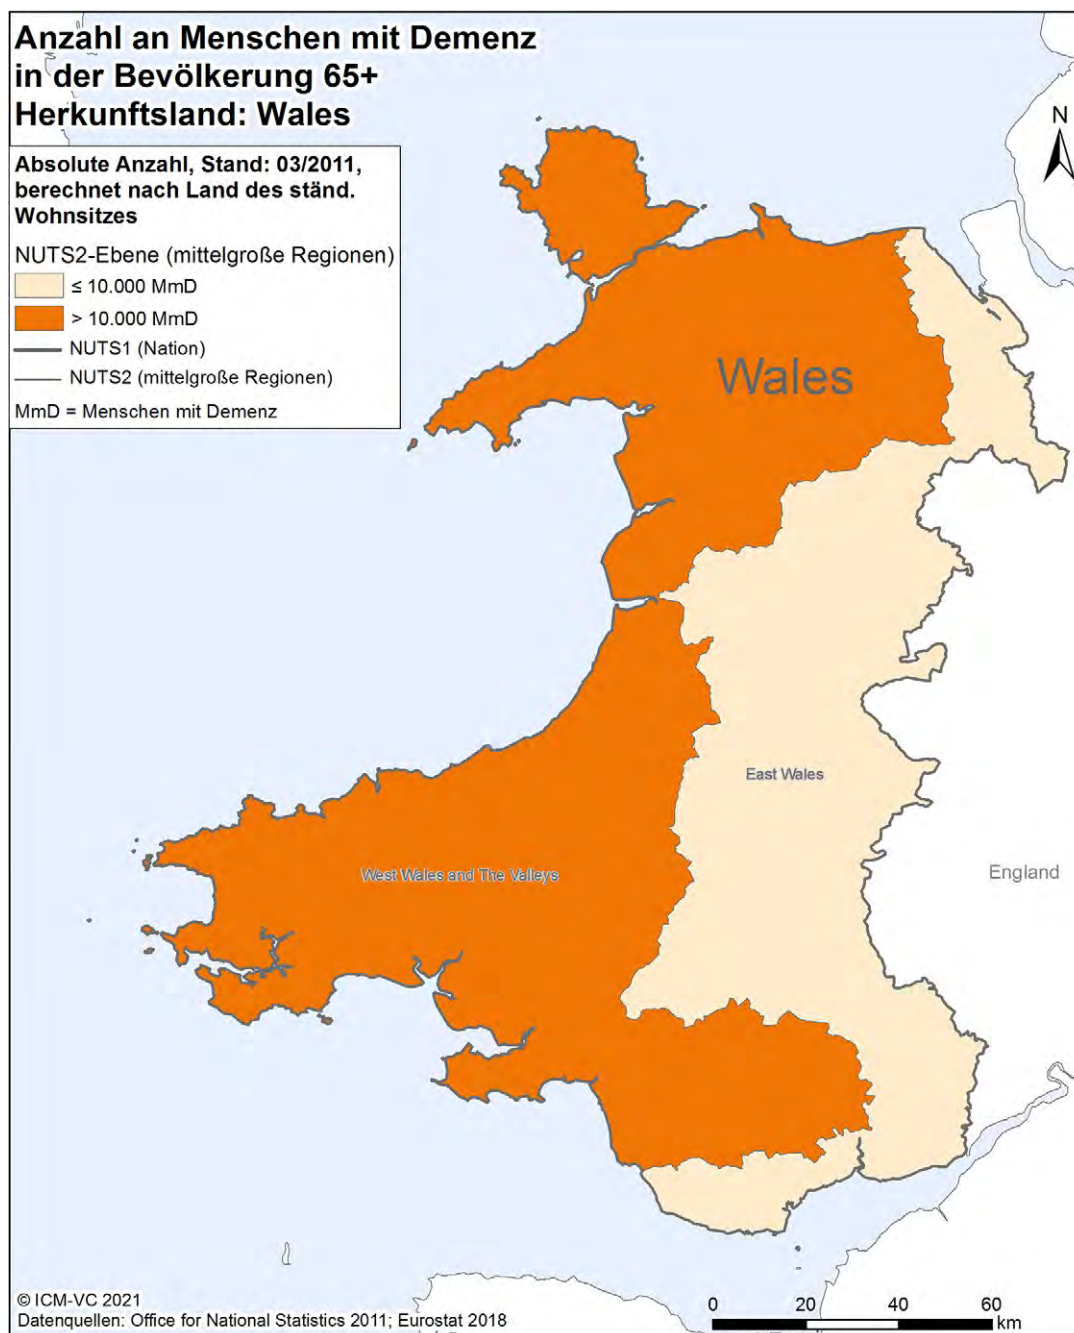 Anzahl an Menschen mit Demenz
in der Bevölkerung 65+
Herkunftsland: Wales
Absolute Anzahl, Stand: 03/2011,
berechnet nach Land des ständ.
Wohnsitzes
NUTS2-Ebene (mittelgroße Regionen)
≤ 10.000 MmD
> 10.000 MmD
NUTS1 (Nation)
NUTS2 (mittelgroße Regionen)
MmD = Menschen mit Demenz
N
Wales
East Wales
West Wales and The Valleys
England
© ICM-VC 2021
Datenquellen: Office for National Statistics 2011; Eurostat 2018
0 20 40 60
km